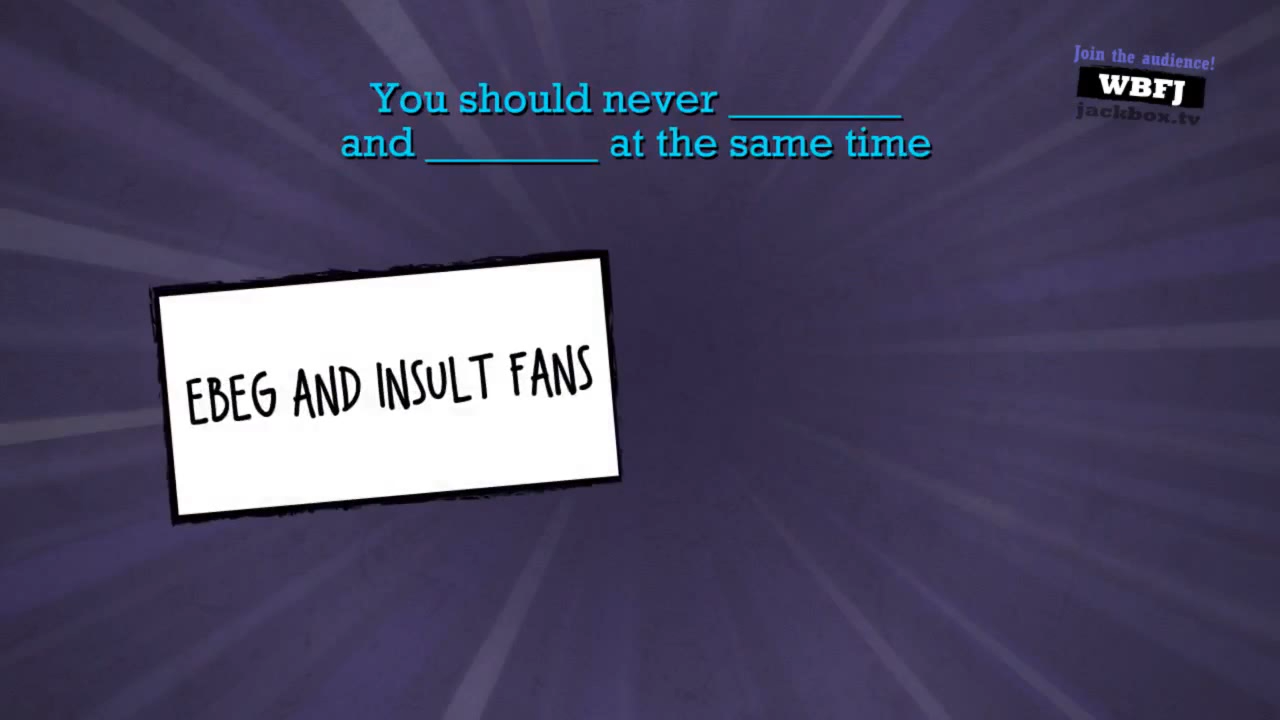 Join the audience!
WBFJ
jackbox.tv
You should never ________
and ________ at the same time
EBEG AND INSULT FANS